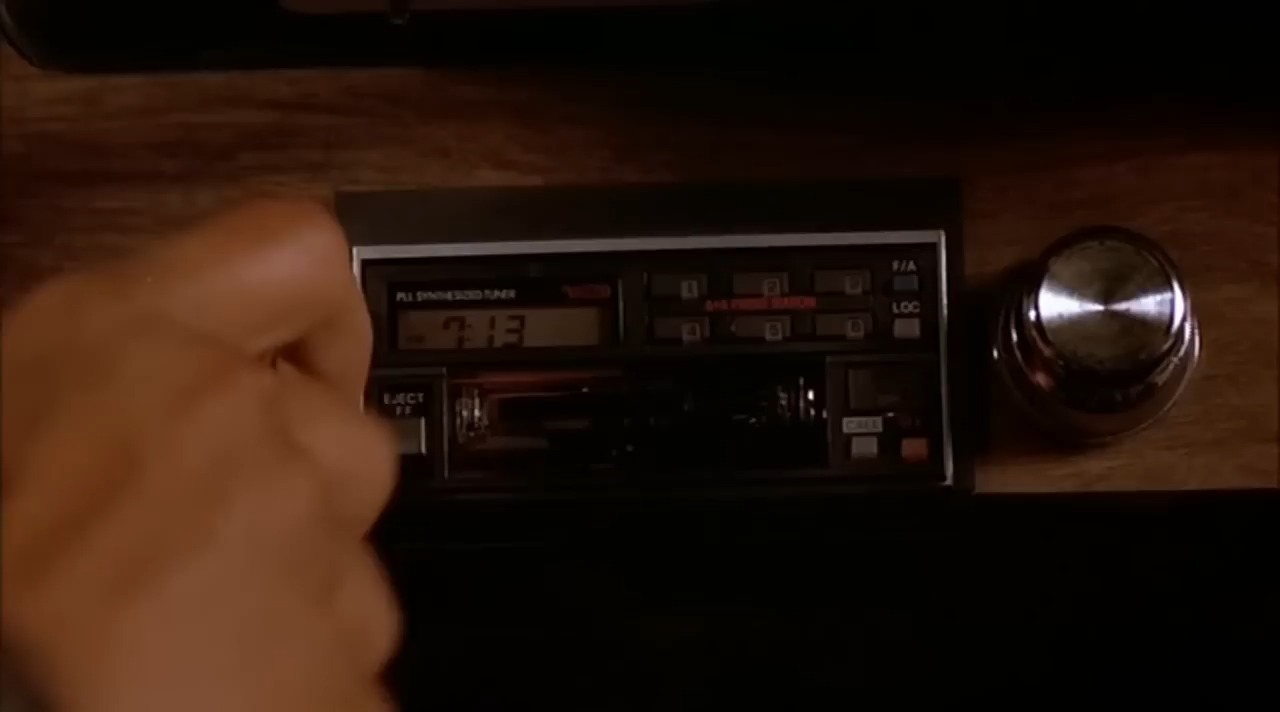 PLL SYNTHESIZED TUNER
7:13
1 2 3
4 5 6
F/A
LOC
EJECT
FF